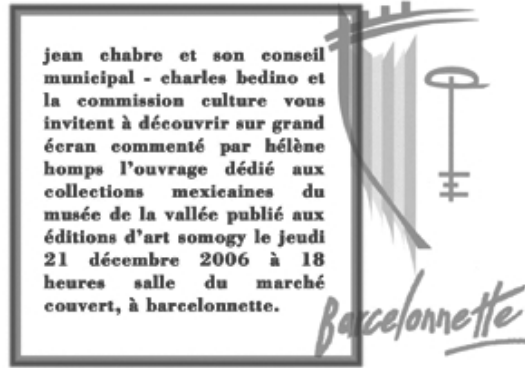 jean chabre et son conseil
municipal - charles bedino et
la commission culture vous
invitent à découvrir sur grand
écran commenté par hélène
homps l'ouvrage dédié aux
collections mexicaines du
musée de la vallée publié aux
éditions d'art somogy le jeudi
21 décembre 2006 à 18
heures salle du marché
couvert, à barcelonnette.
Barcelonnette